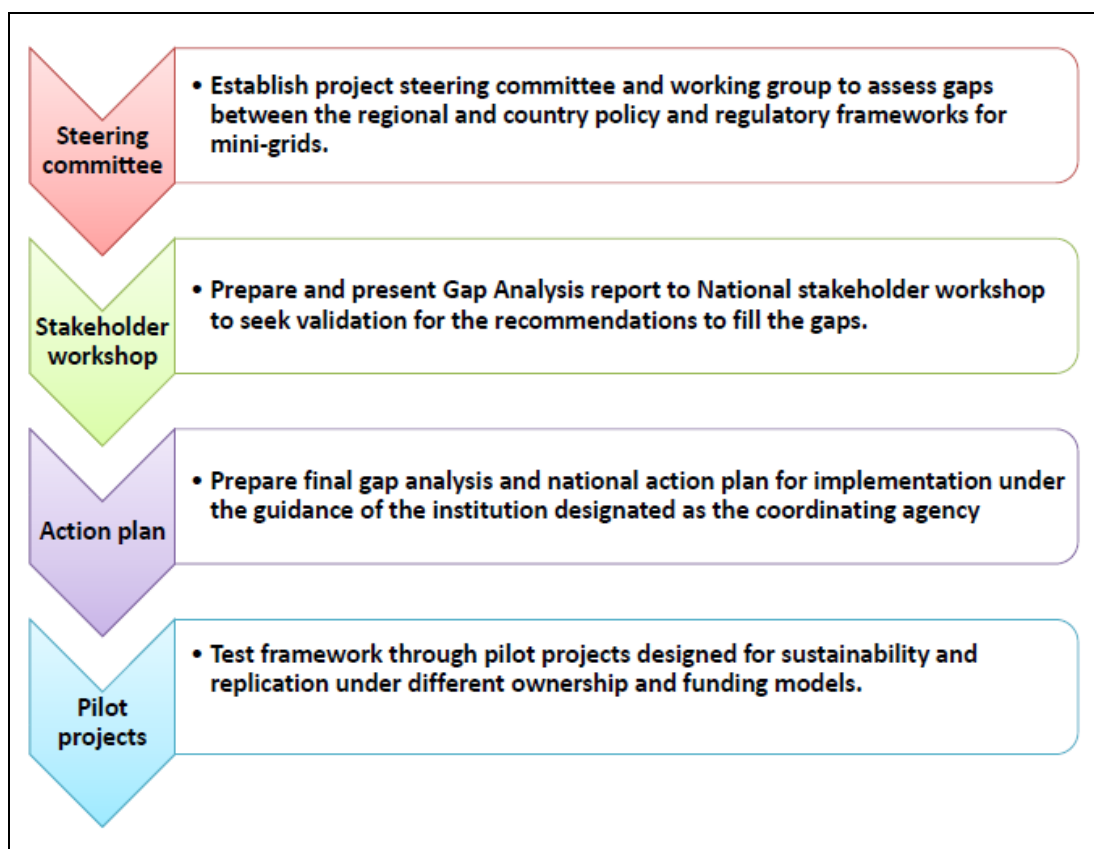 Steering
committee
• Establish project steering committee and working group to assess gaps
between the regional and country policy and regulatory frameworks for
mini-grids.
Stakeholder
workshop
• Prepare and present Gap Analysis report to National stakeholder workshop
to seek validation for the recommendations to fill the gaps.
Action plan
• Prepare final gap analysis and national action plan for implementation under
the guidance of the institution designated as the coordinating agency
Pilot
projects
• Test framework through pilot projects designed for sustainability and
replication under different ownership and funding models.